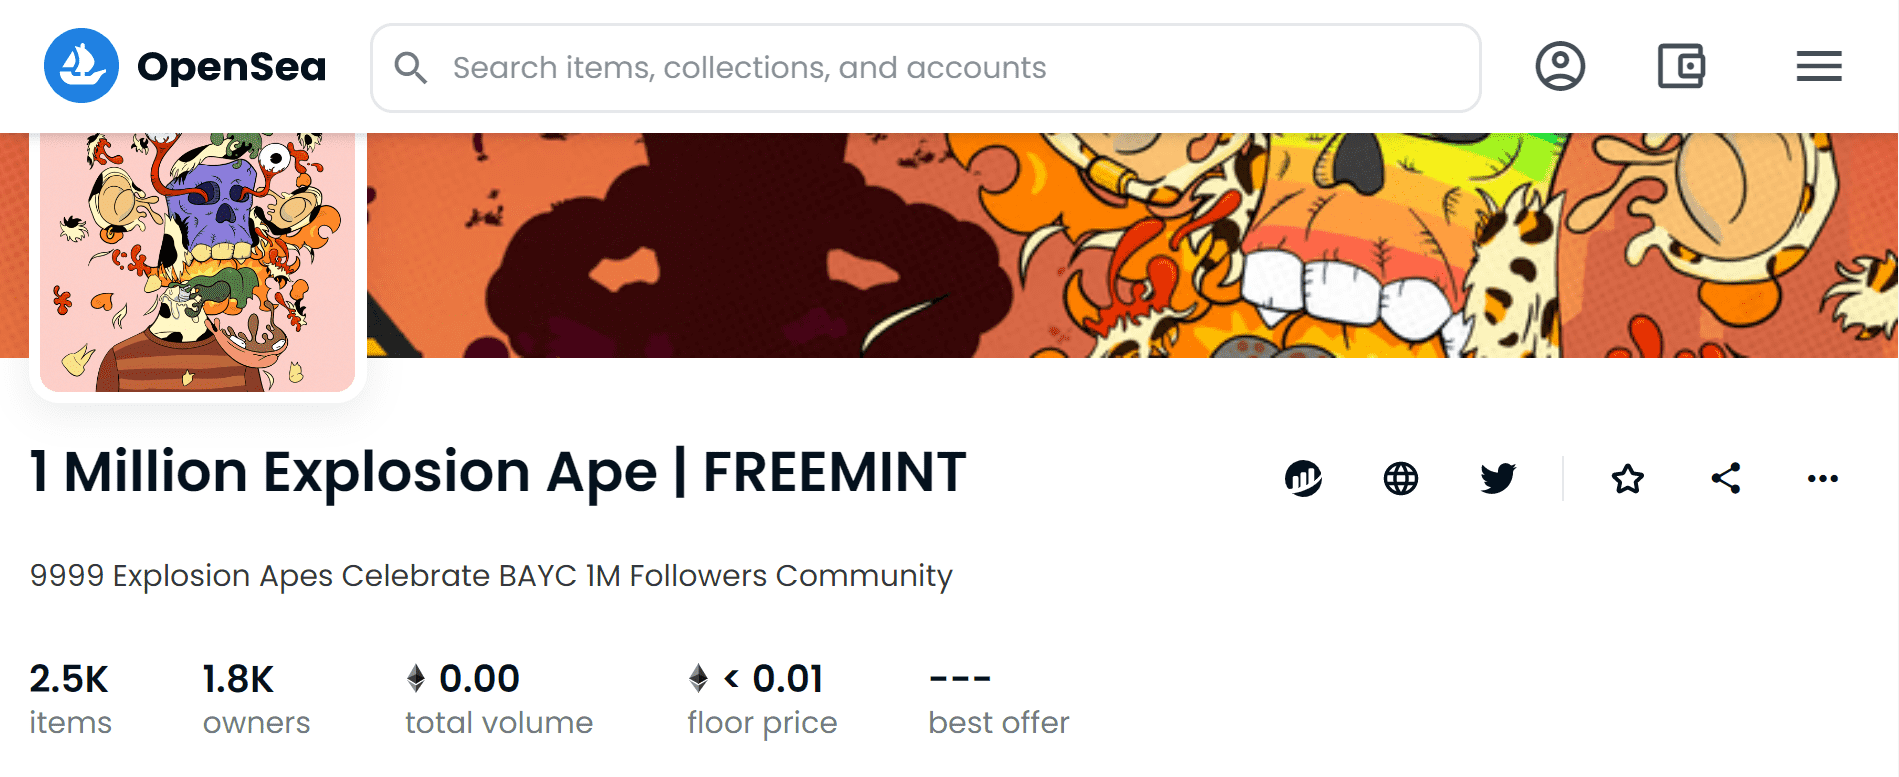 OpenSea
Search items, collections, and accounts
1 Million Explosion Ape | FREEMINT
9999 Explosion Apes Celebrate BAYC 1M Followers Community
2.5K 1.8K 0.00 < 0.01 ---
items owners total volume floor price best offer